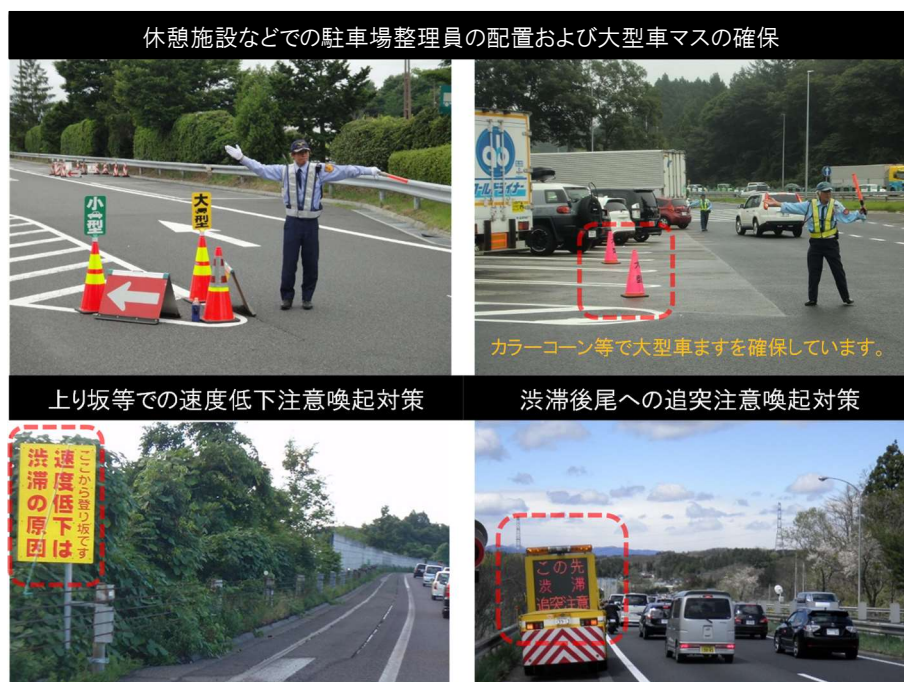 休憩施設などでの駐車場整理員の配置および大型車マスの確保
小型
大型
カラーコーン等で大型車ますを確保しています。
上り坂等での速度低下注意喚起対策
渋滞後尾への追突注意喚起対策
ここから登り坂です
速度低下は
渋滞の原因
この先
渋滞
追突注意